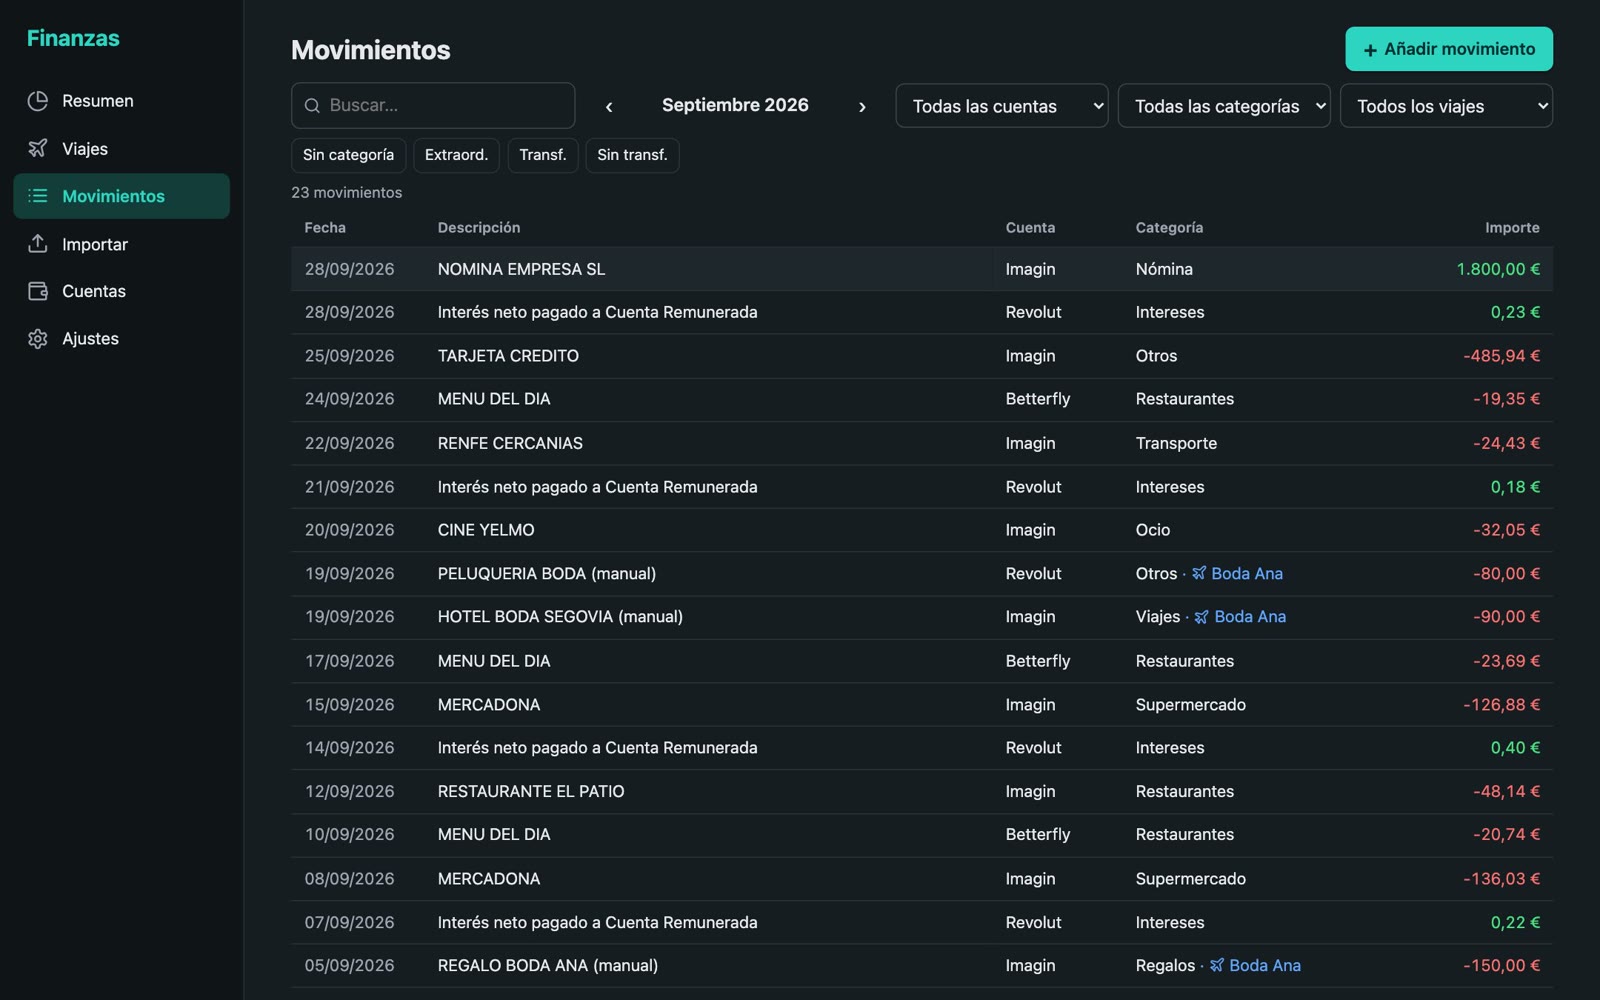 Finanzas
Resumen
Viajes
Movimientos
Importar
Cuentas
Ajustes
Movimientos
+ Añadir movimiento
Buscar...
‹ Septiembre 2026 ›
Todas las cuentas
Todas las categorías
Todos los viajes
Sin categoría Extraord. Transf. Sin transf.
23 movimientos
Fecha Descripción Cuenta Categoría Importe
28/09/2026 NOMINA EMPRESA SL Imagin Nómina 1.800,00 €
28/09/2026 Interés neto pagado a Cuenta Remunerada Revolut Intereses 0,23 €
25/09/2026 TARJETA CREDITO Imagin Otros -485,94 €
24/09/2026 MENU DEL DIA Betterfly Restaurantes -19,35 €
22/09/2026 RENFE CERCANIAS Imagin Transporte -24,43 €
21/09/2026 Interés neto pagado a Cuenta Remunerada Revolut Intereses 0,18 €
20/09/2026 CINE YELMO Imagin Ocio -32,05 €
19/09/2026 PELUQUERIA BODA (manual) Revolut Otros · Boda Ana -80,00 €
19/09/2026 HOTEL BODA SEGOVIA (manual) Imagin Viajes · Boda Ana -90,00 €
17/09/2026 MENU DEL DIA Betterfly Restaurantes -23,69 €
15/09/2026 MERCADONA Imagin Supermercado -126,88 €
14/09/2026 Interés neto pagado a Cuenta Remunerada Revolut Intereses 0,40 €
12/09/2026 RESTAURANTE EL PATIO Imagin Restaurantes -48,14 €
10/09/2026 MENU DEL DIA Betterfly Restaurantes -20,74 €
08/09/2026 MERCADONA Imagin Supermercado -136,03 €
07/09/2026 Interés neto pagado a Cuenta Remunerada Revolut Intereses 0,22 €
05/09/2026 REGALO BODA ANA (manual) Imagin Regalos · Boda Ana -150,00 €